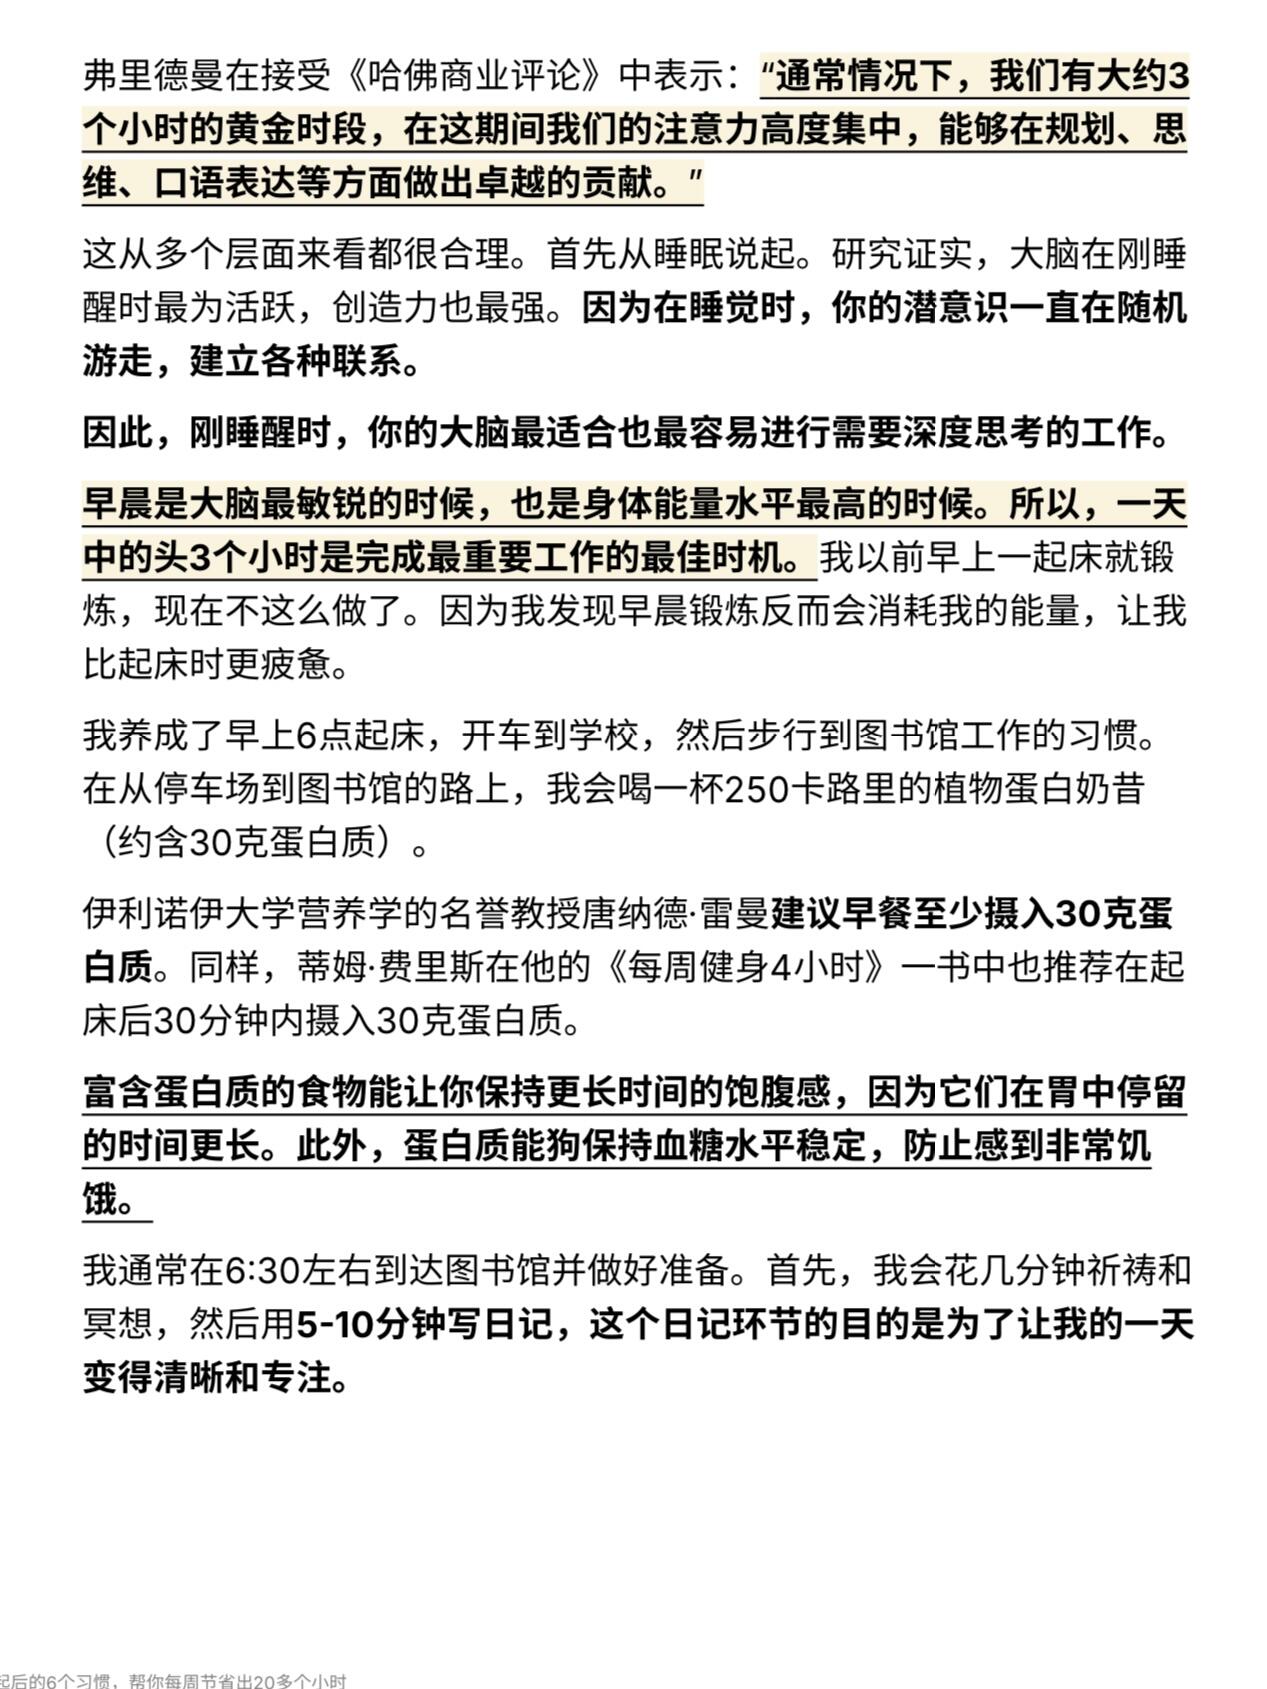 弗里德曼在接受《哈佛商业评论》中表示：“通常情况下，我们有大约3
个小时的黄金时段，在这期间我们的注意力高度集中，能够在规划、思
维、口语表达等方面做出卓越的贡献。”
这从多个层面来看都很合理。首先从睡眠说起。研究证实，大脑在刚睡
醒时最为活跃，创造力也最强。因为在睡觉时，你的潜意识一直在随机
游走，建立各种联系。
因此，刚睡醒时，你的大脑最适合也最容易进行需要深度思考的工作。
早晨是大脑最敏锐的时候，也是身体能量水平最高的时候。所以，一天
中的头3个小时是完成最重要工作的最佳时机。我以前早上一起床就锻
炼，现在不这么做了。因为我发现早晨锻炼反而会消耗我的能量，让我
比起床时更疲惫。
我养成了早上6点起床，开车到学校，然后步行到图书馆工作的习惯。
在从停车场到图书馆的路上，我会喝一杯250卡路里的植物蛋白奶昔
（约含30克蛋白质）。
伊利诺伊大学营养学的名誉教授唐纳德·雷曼建议早餐至少摄入30克蛋
白质。同样，蒂姆·费里斯在他的《每周健身4小时》一书中也推荐在起
床后30分钟内摄入30克蛋白质。
富含蛋白质的食物能让你保持更长时间的饱腹感，因为它们在胃中停留
的时间更长。此外，蛋白质能狗保持血糖水平稳定，防止感到非常饥
饿。
我通常在6:30左右到达图书馆并做好准备。首先，我会花几分钟祈祷和
冥想，然后用5-10分钟写日记，这个日记环节的目的是为了让我的一天
变得清晰和专注。
起后的6个习惯，帮你每周节省出20多个小时